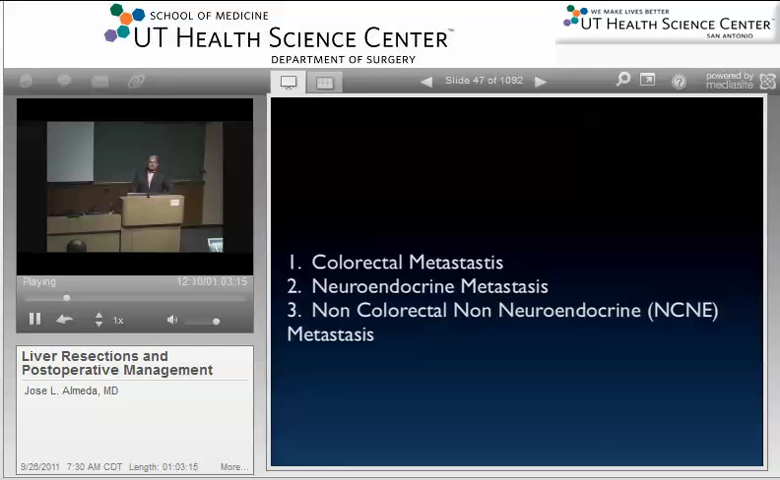 SCHOOL OF MEDICINE
UT HEALTH SCIENCE CENTER™
DEPARTMENT OF SURGERY
WE MAKE LIVES BETTER
UT HEALTH SCIENCE CENTER
SAN ANTONIO
Slide 47 of 1092
powered by
mediasite
Playing
12:10/01:03:15
1x
Liver Resections and
Postoperative Management
Jose L. Almeda, MD
9/26/2011 7:30 AM CDT Length: 01:03:15 More...
1. Colorectal Metastastis
2. Neuroendocrine Metastasis
3. Non Colorectal Non Neuroendocrine (NCNE)
Metastasis